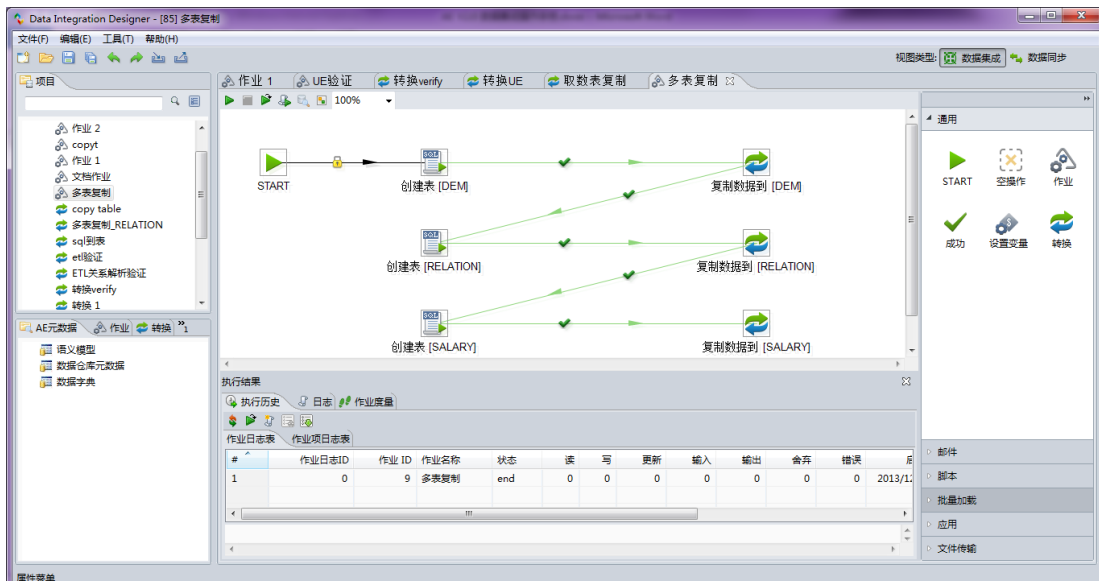 Data Integration Designer - [85] 多表复制
文件(F) 编辑(E) 工具(T) 帮助(H)
视图类型: 数据集成 数据同步
项目
作业 2
copyt
作业 1
文档作业
多表复制
copy table
多表复制_RELATION
sql到表
etl验证
ETL关系解析验证
转换verify
转换 1
AE元数据 作业 转换 »1
语义模型
数据仓库元数据
数据字典
作业 1 UE验证 转换verify 转换UE 取数表复制 多表复制
100%
START
SQL
创建表 [DEM]
复制数据到 [DEM]
SQL
创建表 [RELATION]
复制数据到 [RELATION]
SQL
创建表 [SALARY]
复制数据到 [SALARY]
执行结果
执行历史 日志 作业度量
作业日志表 作业项日志表
# 作业日志ID 作业 ID 作业名称 状态 读 写 更新 输入 输出 舍弃 错误
1 0 9 多表复制 end 0 0 0 0 0 0 0 2013/12
通用
START 空操作 作业
成功 设置变量 转换
邮件
脚本
批量加载
应用
文件传输
属性菜单